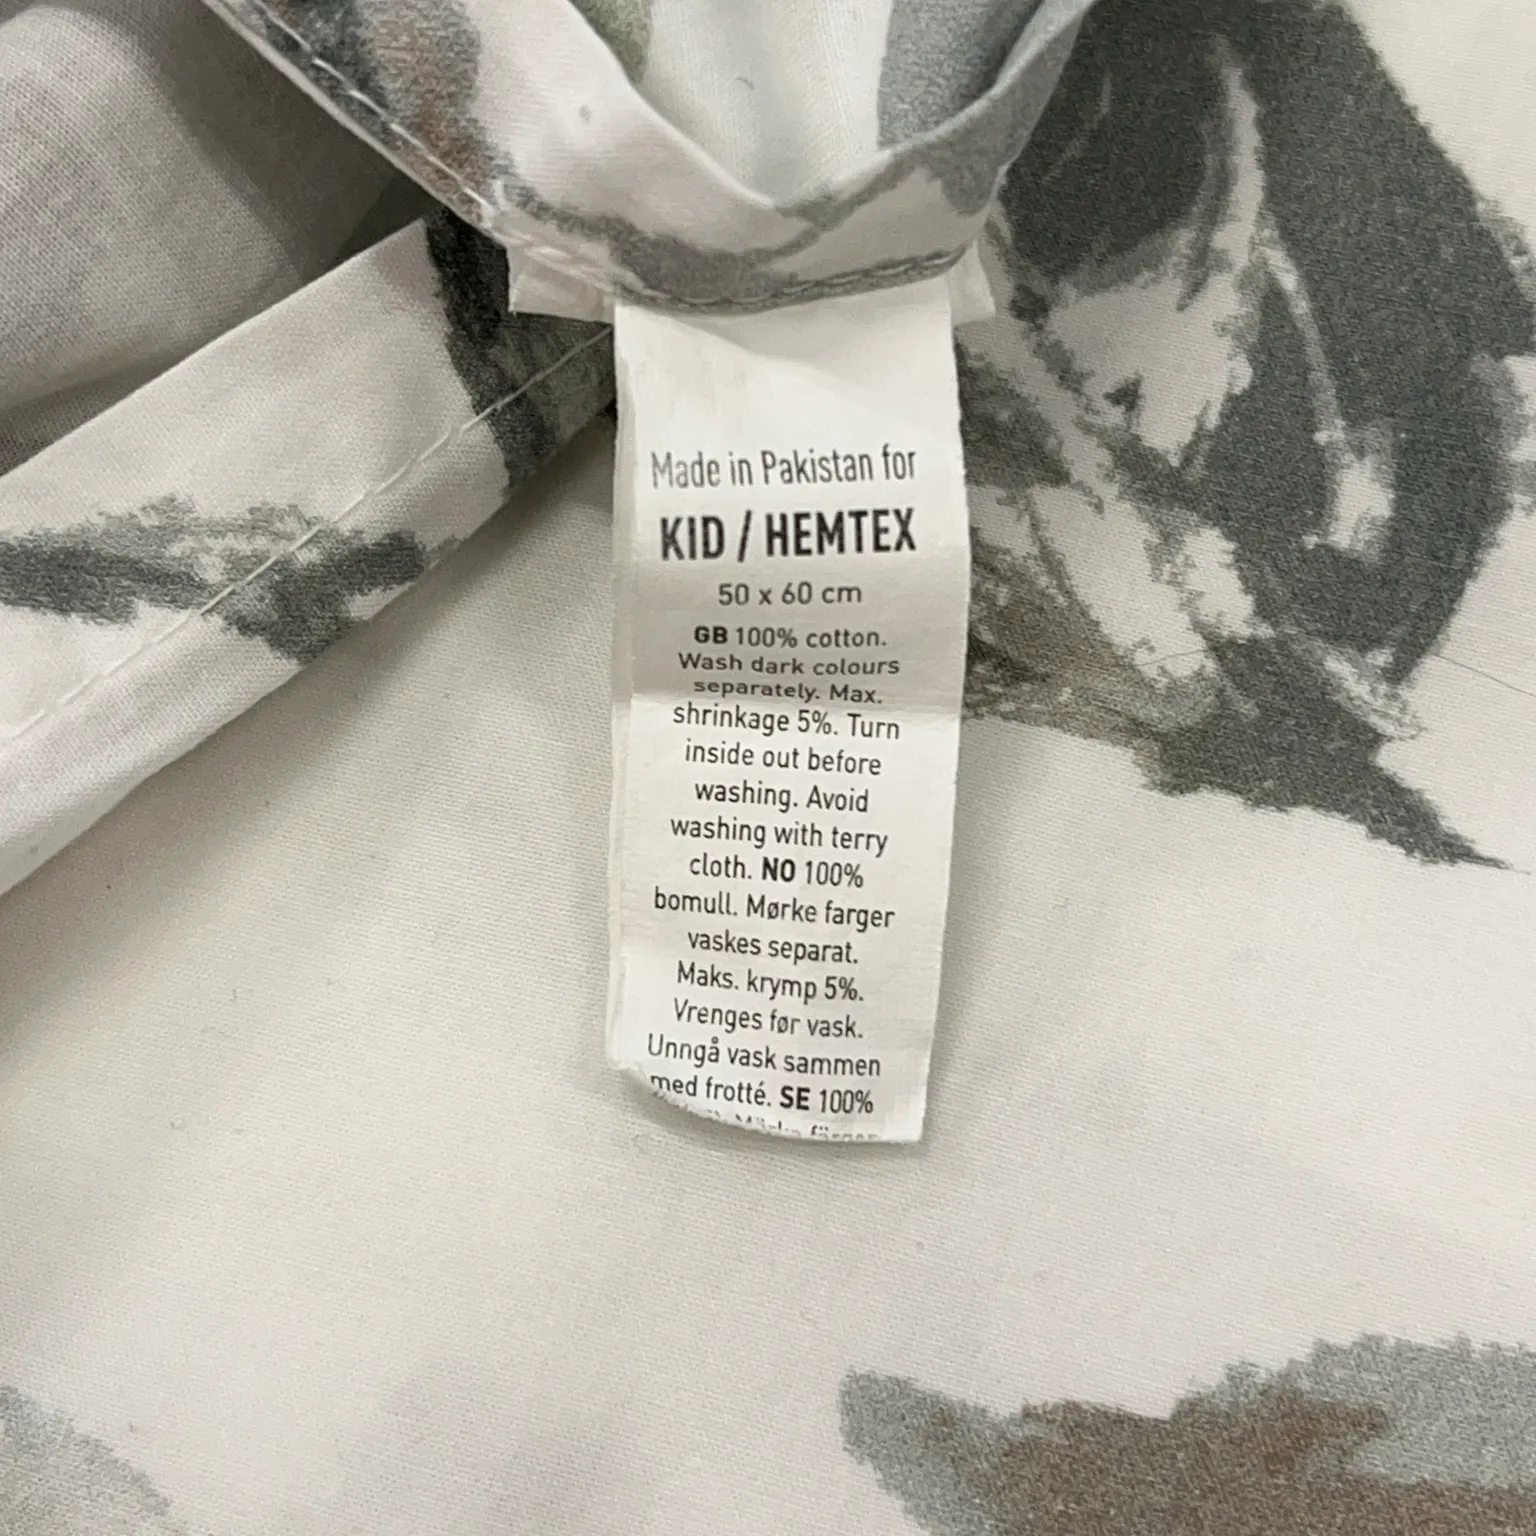 Made in Pakistan for
KID / HEMTEX
50 x 60 cm
GB 100% cotton.
Wash dark colours
separately. Max.
shrinkage 5%. Turn
inside out before
washing. Avoid
washing with terry
cloth. NO 100%
bomull. Mørke farger
vaskes separat.
Maks. krymp 5%.
Vrenges før vask.
Unngå vask sammen
med frotté. SE 100%